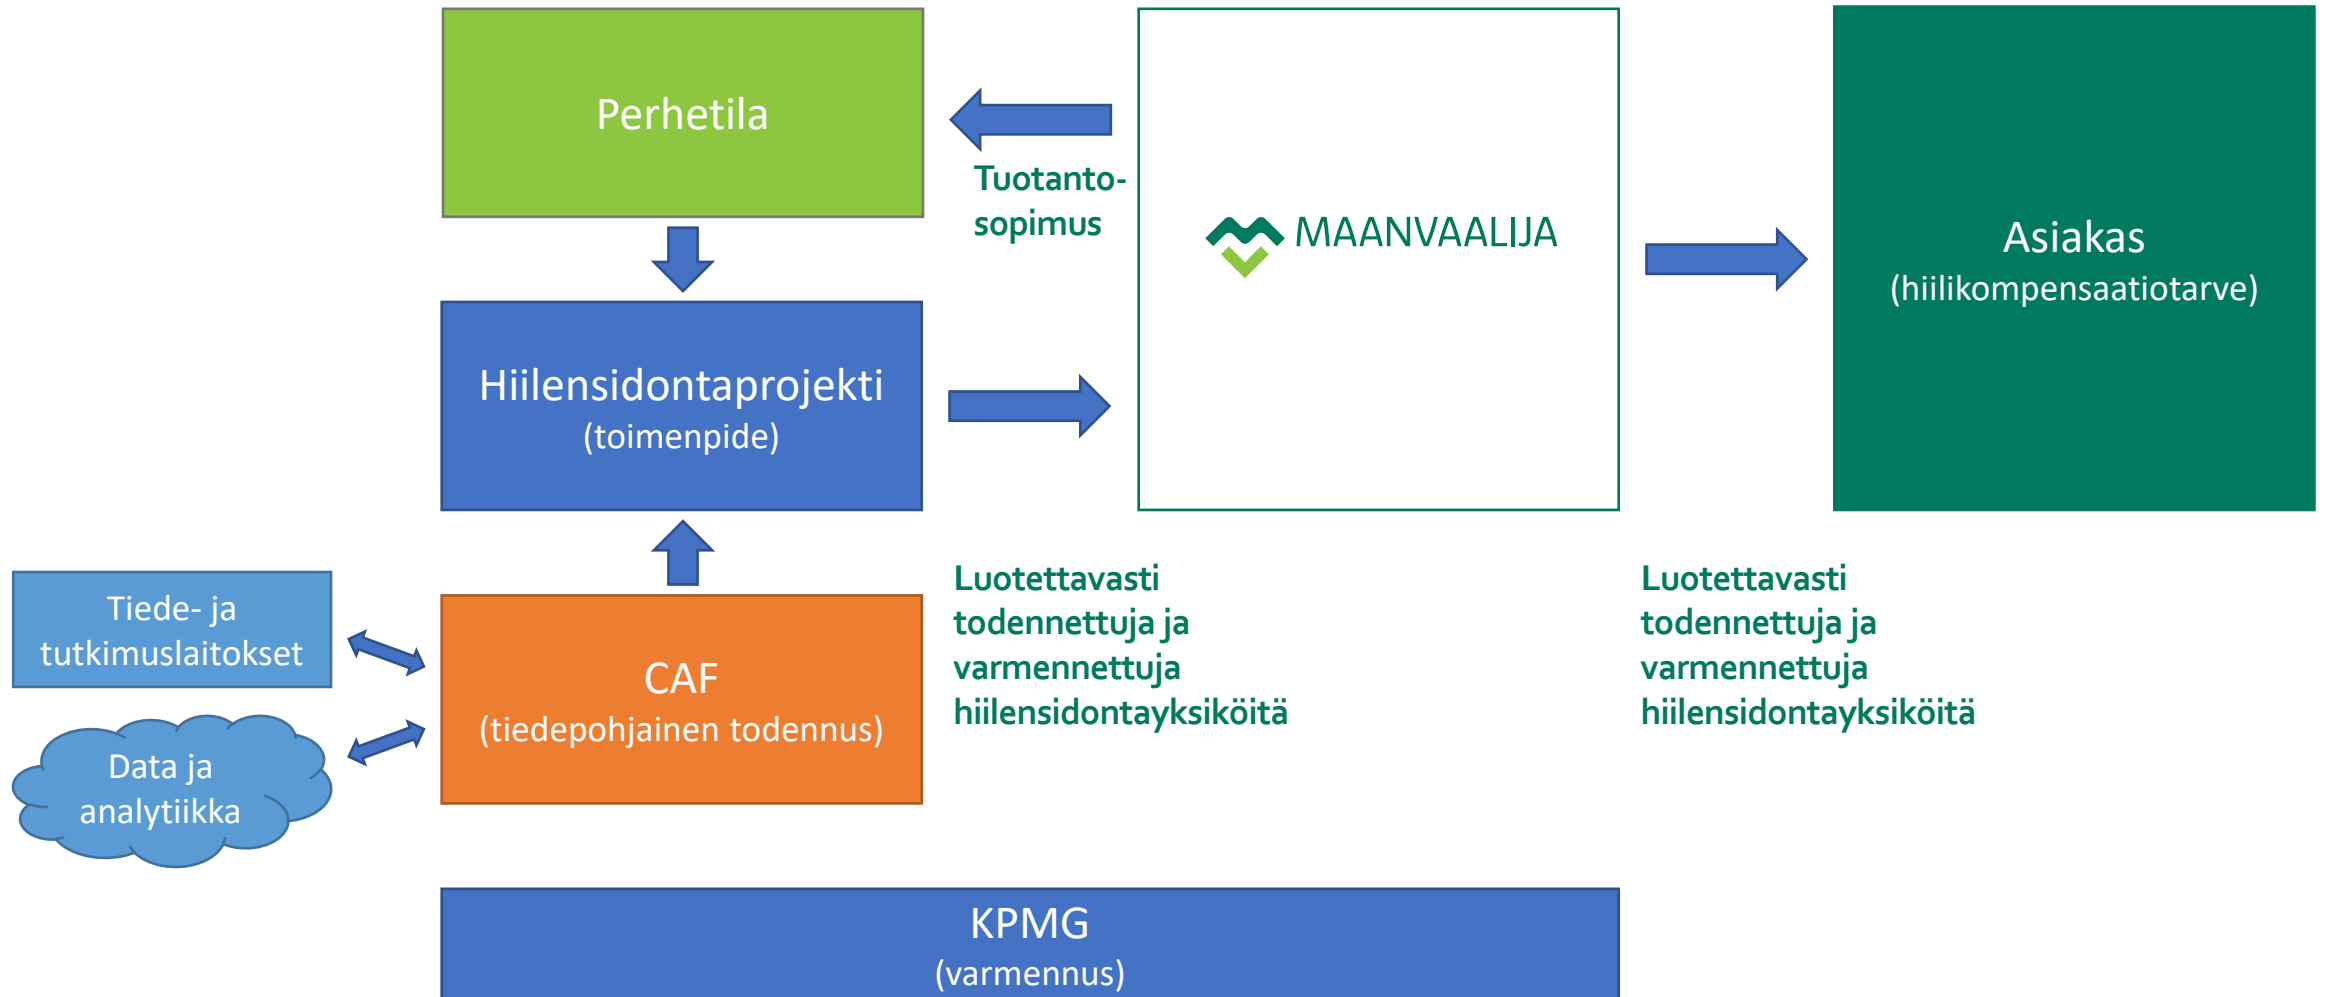 Perhetila
Tuotanto-
sopimus
MAANVAALIJA
Asiakas
(hiilikompensaatiotarve)
Hiilensidontaprojekti
(toimenpide)
Tiede- ja
tutkimuslaitokset
Data ja
analytiikka
CAF
(tiedepohjainen todennus)
Luotettavasti
todennettuja ja
varmennettuja
hiilensidontayksiköitä
Luotettavasti
todennettuja ja
varmennettuja
hiilensidontayksiköitä
KPMG
(varmennus)